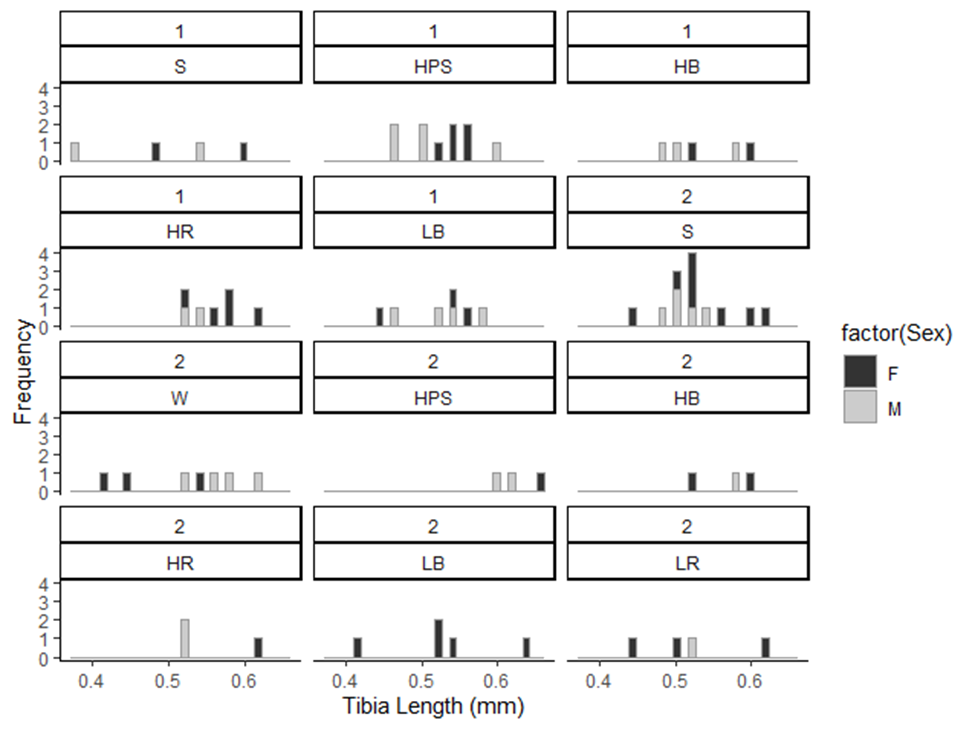 1 1 1
S HPS HB
4
3
2
1
0
1 1 2
HR LB S
4
3
2
1
0
2 2 2
W HPS HB
4
3
2
1
0
2 2 2
HR LB LR
4
3
2
1
0
0.4 0.5 0.6 0.4 0.5 0.6 0.4 0.5 0.6
Tibia Length (mm)
Frequency
factor(Sex)
F
M